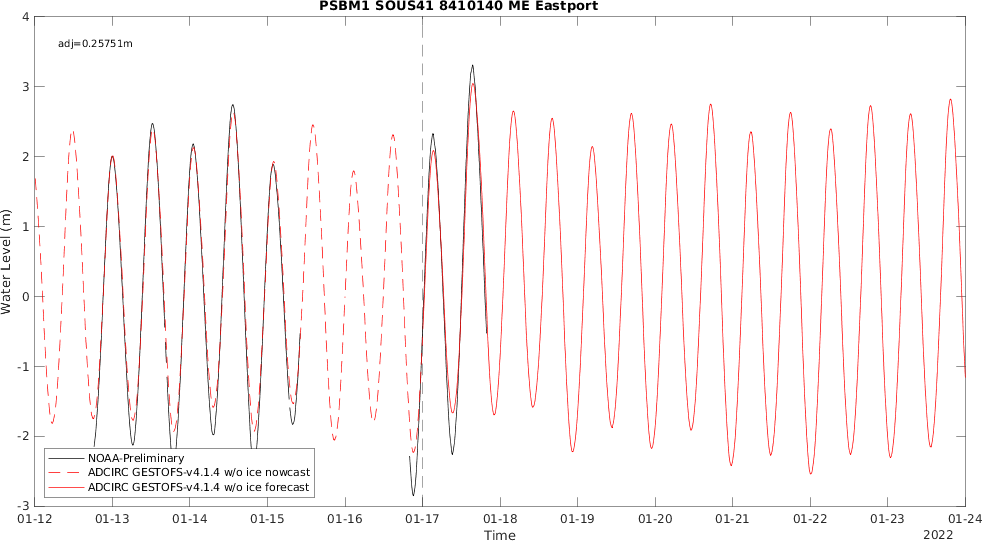 PSBM1 SOUS41 8410140 ME Eastport
adj=0.25751m
Water Level (m)
4
3
2
1
0
-1
-2
-3
NOAA-Preliminary
ADCIRC GESTOFS-v4.1.4 w/o ice nowcast
ADCIRC GESTOFS-v4.1.4 w/o ice forecast
01-12 01-13 01-14 01-15 01-16 01-17 01-18 01-19 01-20 01-21 01-22 01-23 01-24
Time
2022